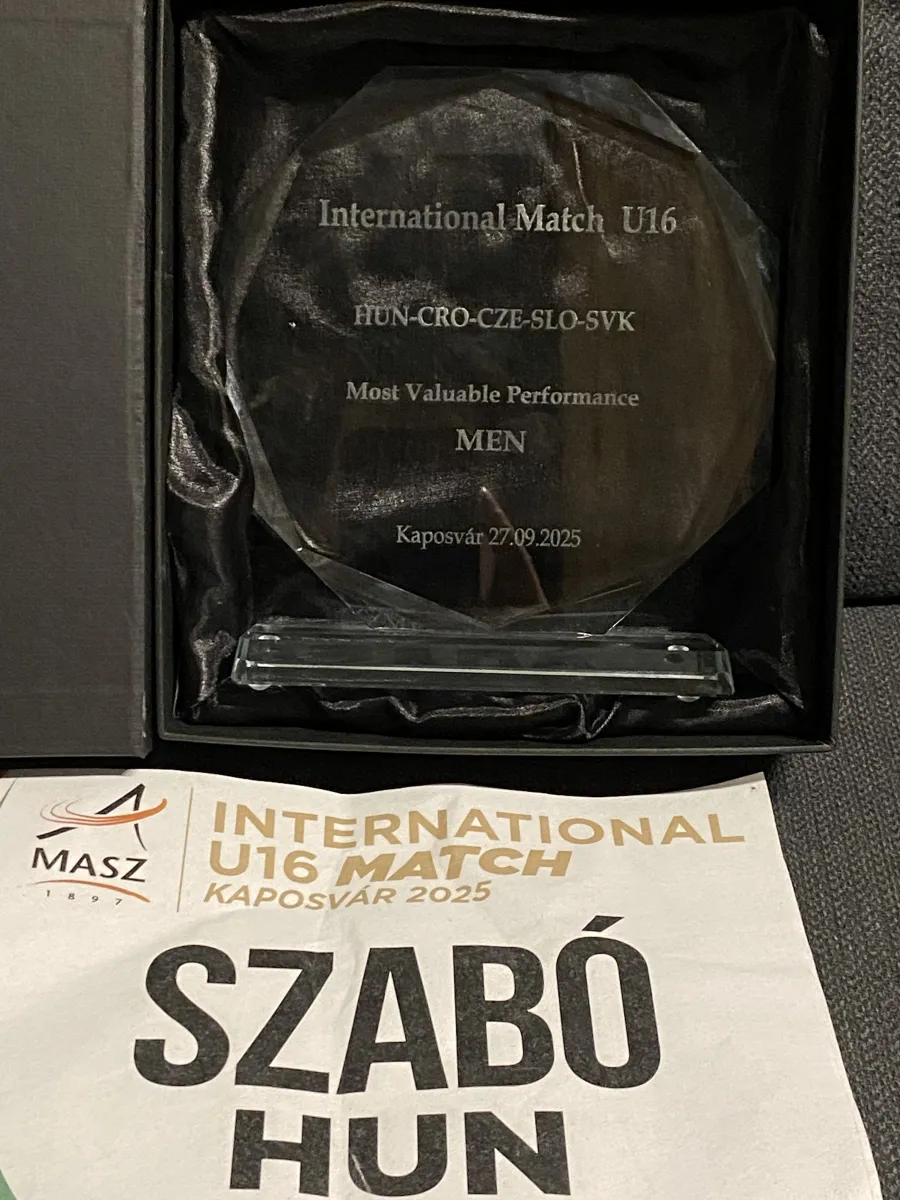 International Match U16
HUN-CRO-CZE-SLO-SVK
Most Valuable Performance
MEN
Kaposvár 27.09.2025
MASZ
1897
INTERNATIONAL
U16 MATCH
KAPOSVÁR 2025
SZABÓ
HUN